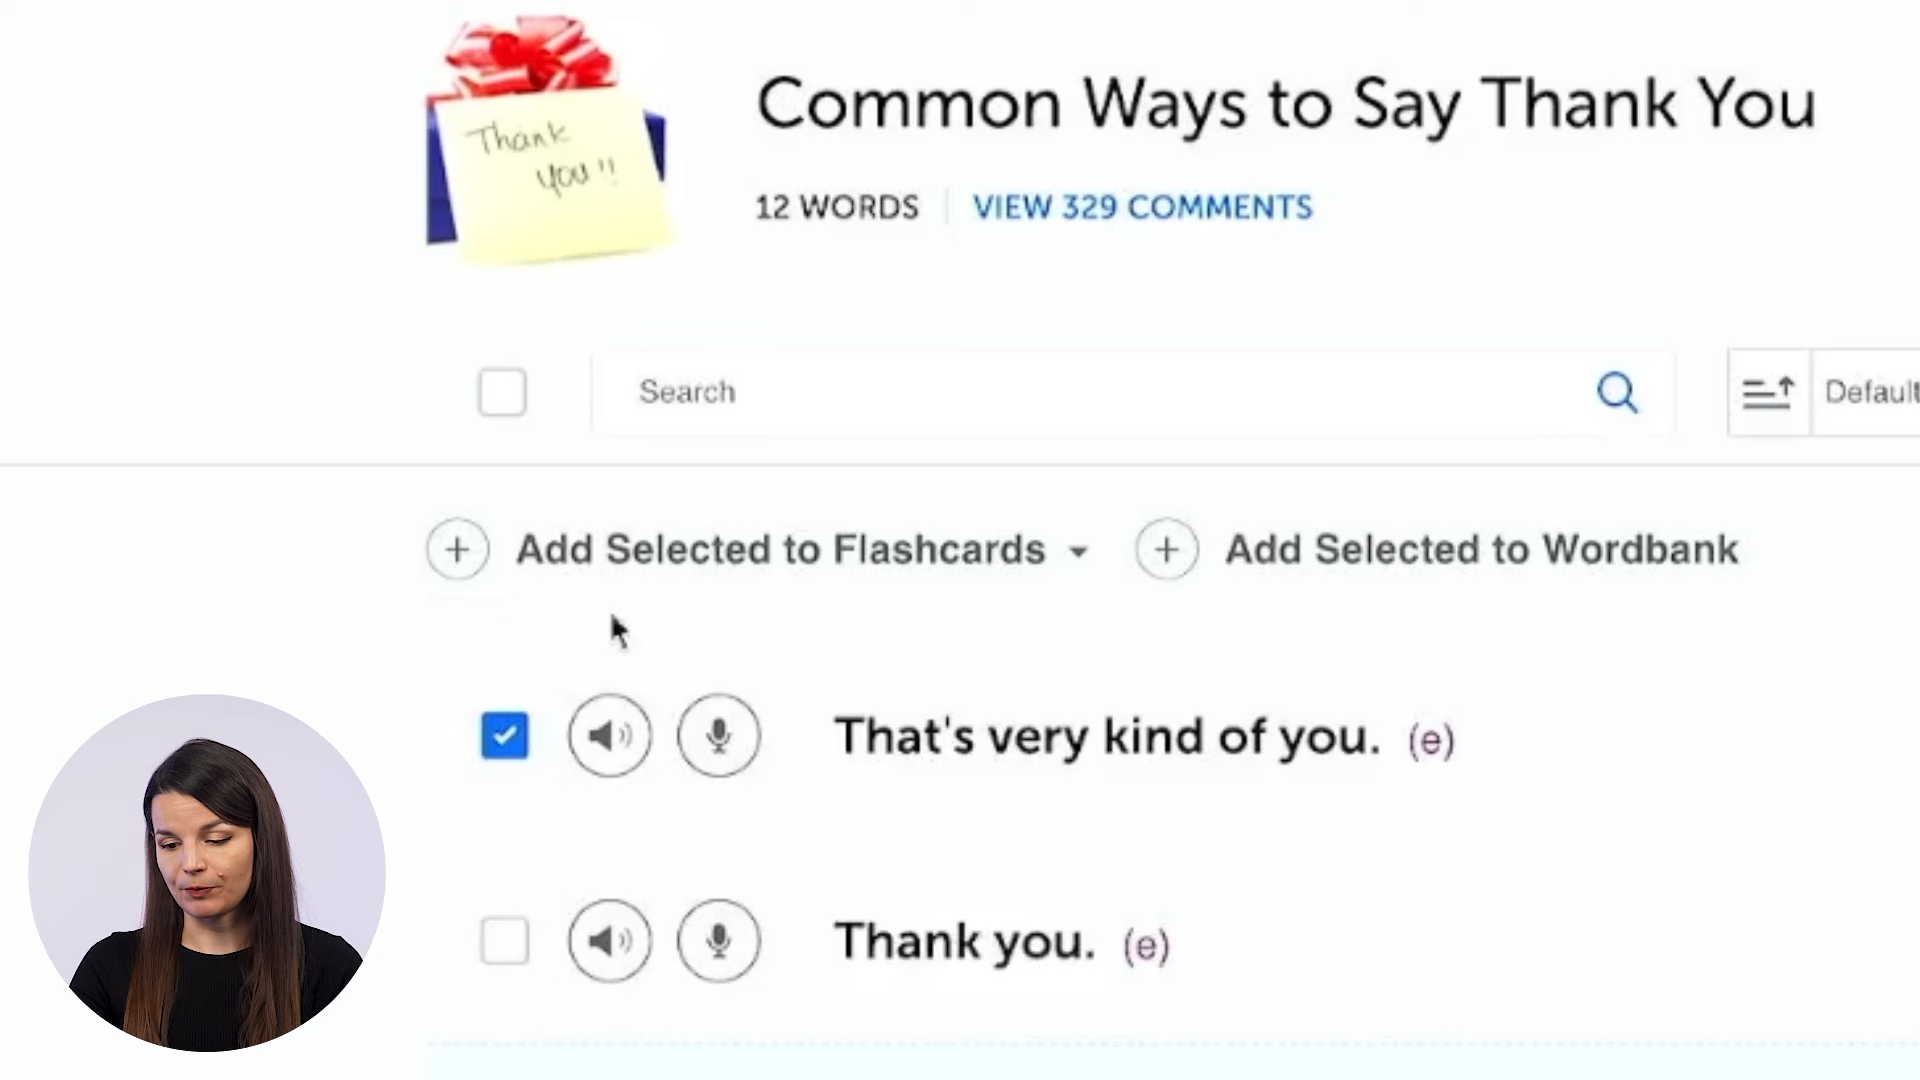 Thank
you!!
Common Ways to Say Thank You
12 WORDS
VIEW 329 COMMENTS
Search
Default
Add Selected to Flashcards
Add Selected to Wordbank
That's very kind of you. (e)
Thank you. (e)